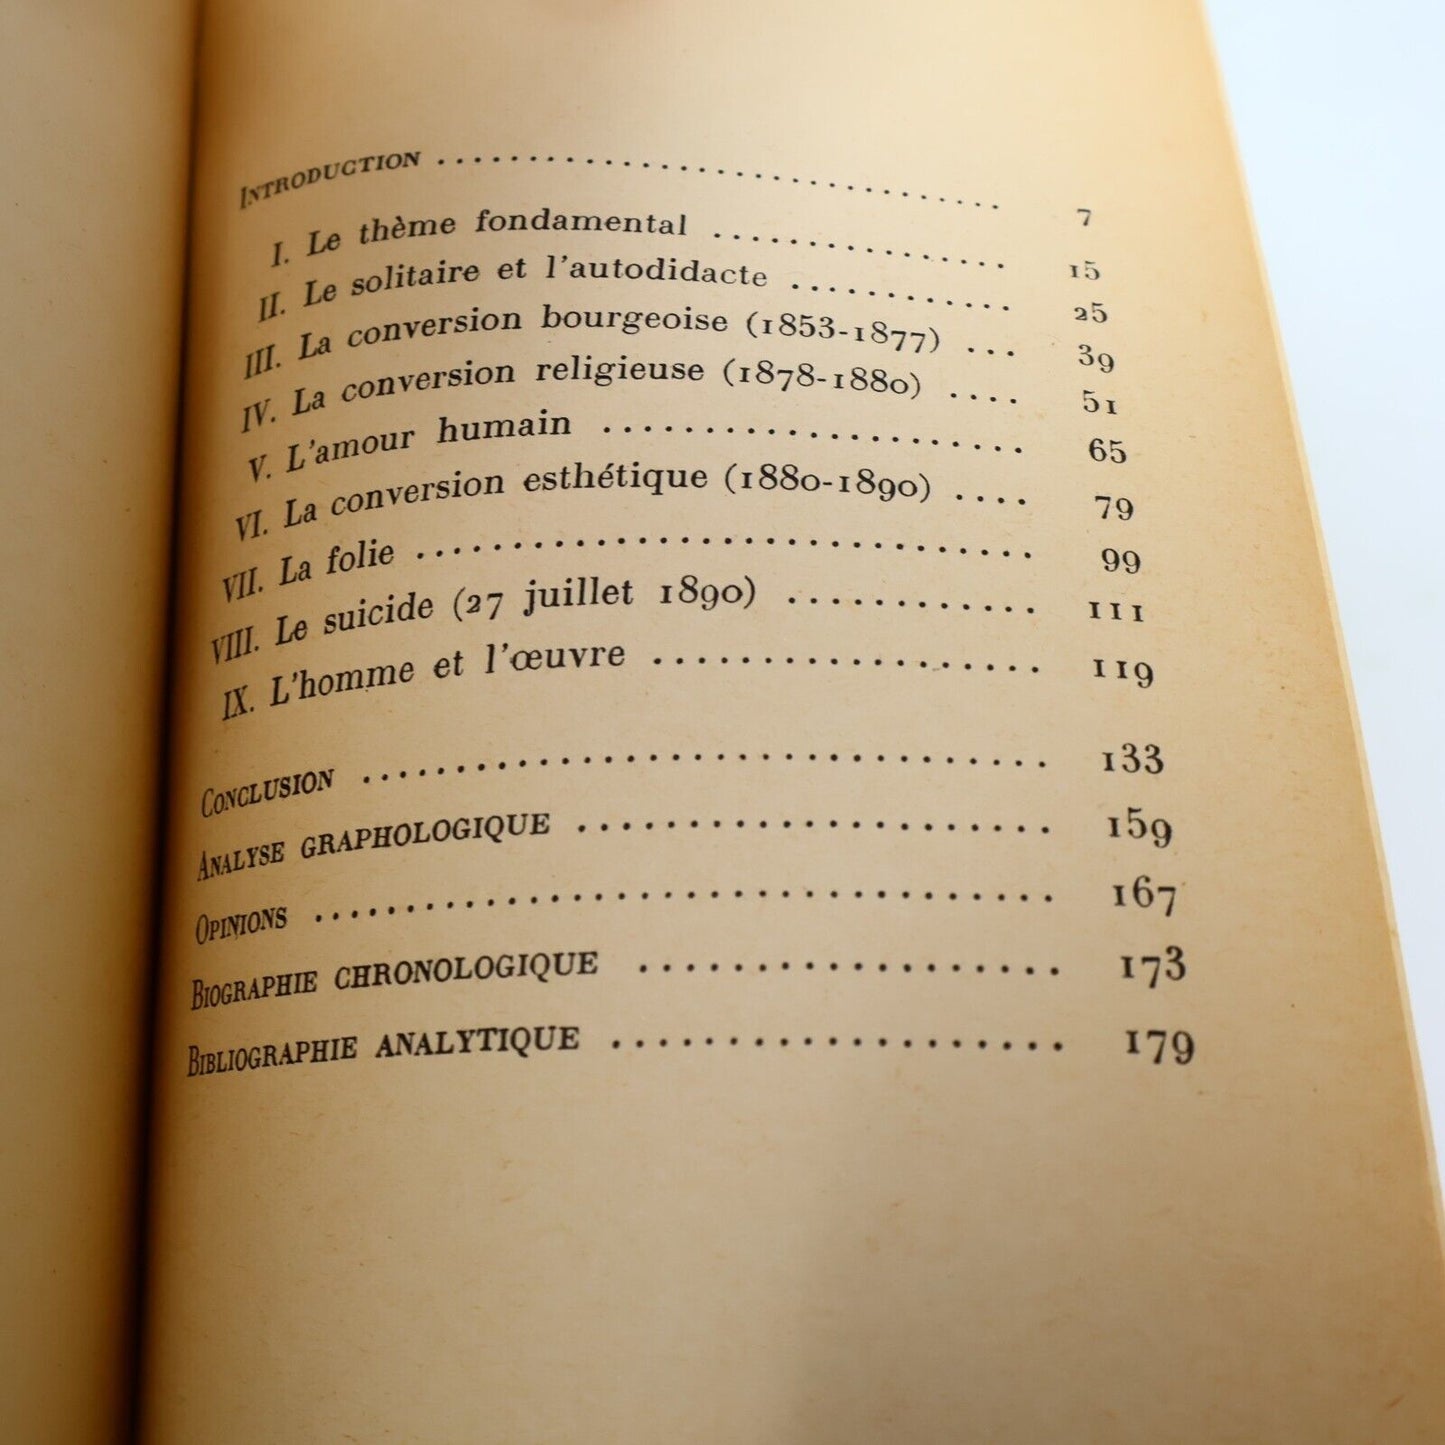 INTRODUCTION . . . . . . . . . . . . . . . . . . . . . . . . . . 7
I. Le thème fondamental . . . . . . . . . . . . 15
II. Le solitaire et l'autodidacte . . . . . . . . . . 25
III. La conversion bourgeoise (1853-1877) . . . 39
IV. La conversion religieuse (1878-1880) . . . . 51
V. L'amour humain . . . . . . . . . . . . . . . . . 65
VI. La conversion esthétique (1880-1890) . . . . 79
VII. La folie . . . . . . . . . . . . . . . . . . . . . . . . 99
VIII. Le suicide (27 juillet 1890) . . . . . . . . . . . 111
IX. L'homme et l'œuvre . . . . . . . . . . . . . . . 119
CONCLUSION . . . . . . . . . . . . . . . . . . . . . . . . . . 133
ANALYSE GRAPHOLOGIQUE . . . . . . . . . . . . . . . . . . 159
OPINIONS . . . . . . . . . . . . . . . . . . . . . . . . . . . . 167
BIOGRAPHIE CHRONOLOGIQUE . . . . . . . . . . . . . . 173
BIBLIOGRAPHIE ANALYTIQUE . . . . . . . . . . . . . . . . 179